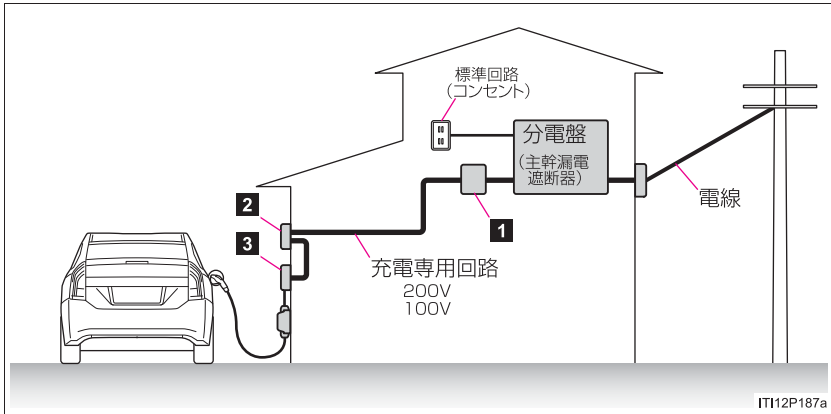 標準回路
(コンセント)
分電盤
(主幹漏電
遮断器)
電線
1
2
3
充電専用回路
200V
100V
ITI12P187a